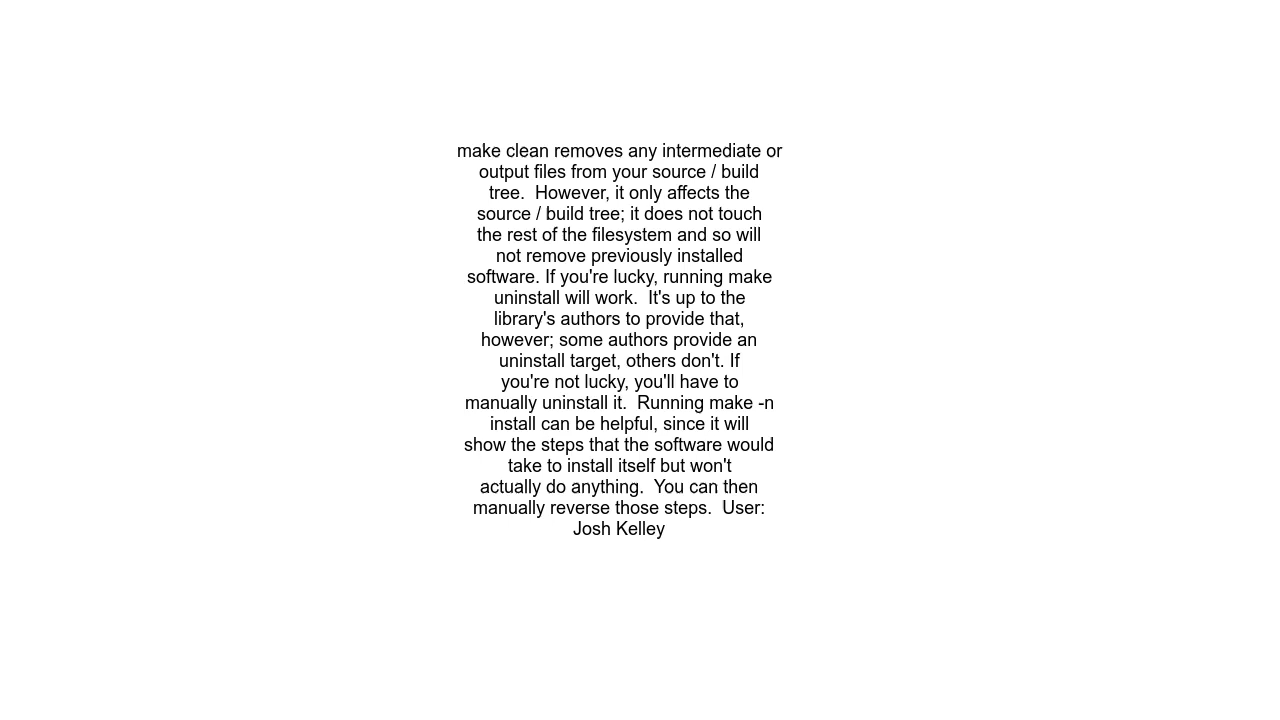 make clean removes any intermediate or
output files from your source / build
tree.  However, it only affects the
source / build tree; it does not touch
the rest of the filesystem and so will
not remove previously installed
software. If you're lucky, running make
uninstall will work.  It's up to the
library's authors to provide that,
however; some authors provide an
uninstall target, others don't. If
you're not lucky, you'll have to
manually uninstall it.  Running make -n
install can be helpful, since it will
show the steps that the software would
take to install itself but won't
actually do anything.  You can then
manually reverse those steps.  User:
Josh Kelley